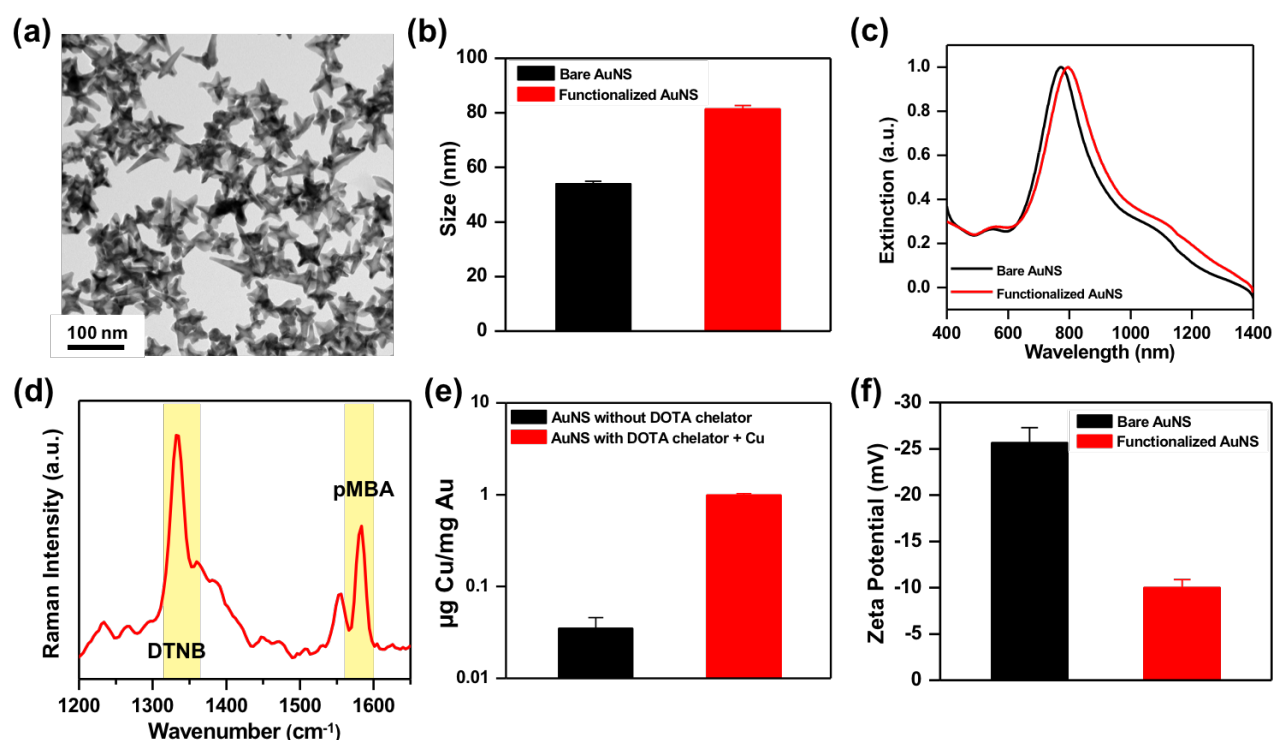 (a)
100 nm
(b)
Bare AuNS
Functionalized AuNS
Size (nm)
100
80
60
40
20
0
(c)
Extinction (a.u.)
1.0
0.8
0.6
0.4
0.2
0.0
Bare AuNS
Functionalized AuNS
400 600 800 1000 1200 1400
Wavelength (nm)
(d)
Raman Intensity (a.u.)
pMBA
DTNB
1200 1300 1400 1500 1600
Wavenumber (cm-1)
(e)
AuNS without DOTA chelator
AuNS with DOTA chelator + Cu
µg Cu/mg Au
10
1
0.1
0.01
(f)
Bare AuNS
Functionalized AuNS
Zeta Potential (mV)
-30
-25
-20
-15
-10
-5
0